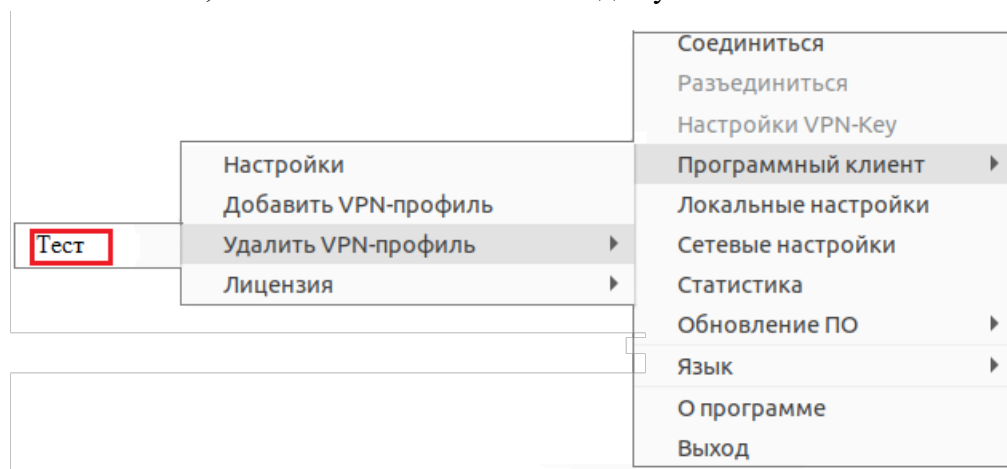 Соединиться
Разъединиться
Настройки VPN-Key
Программный клиент
Локальные настройки
Сетевые настройки
Статистика
Обновление ПО
Язык
О программе
Выход
Настройки
Добавить VPN-профиль
Удалить VPN-профиль
Лицензия
Тест